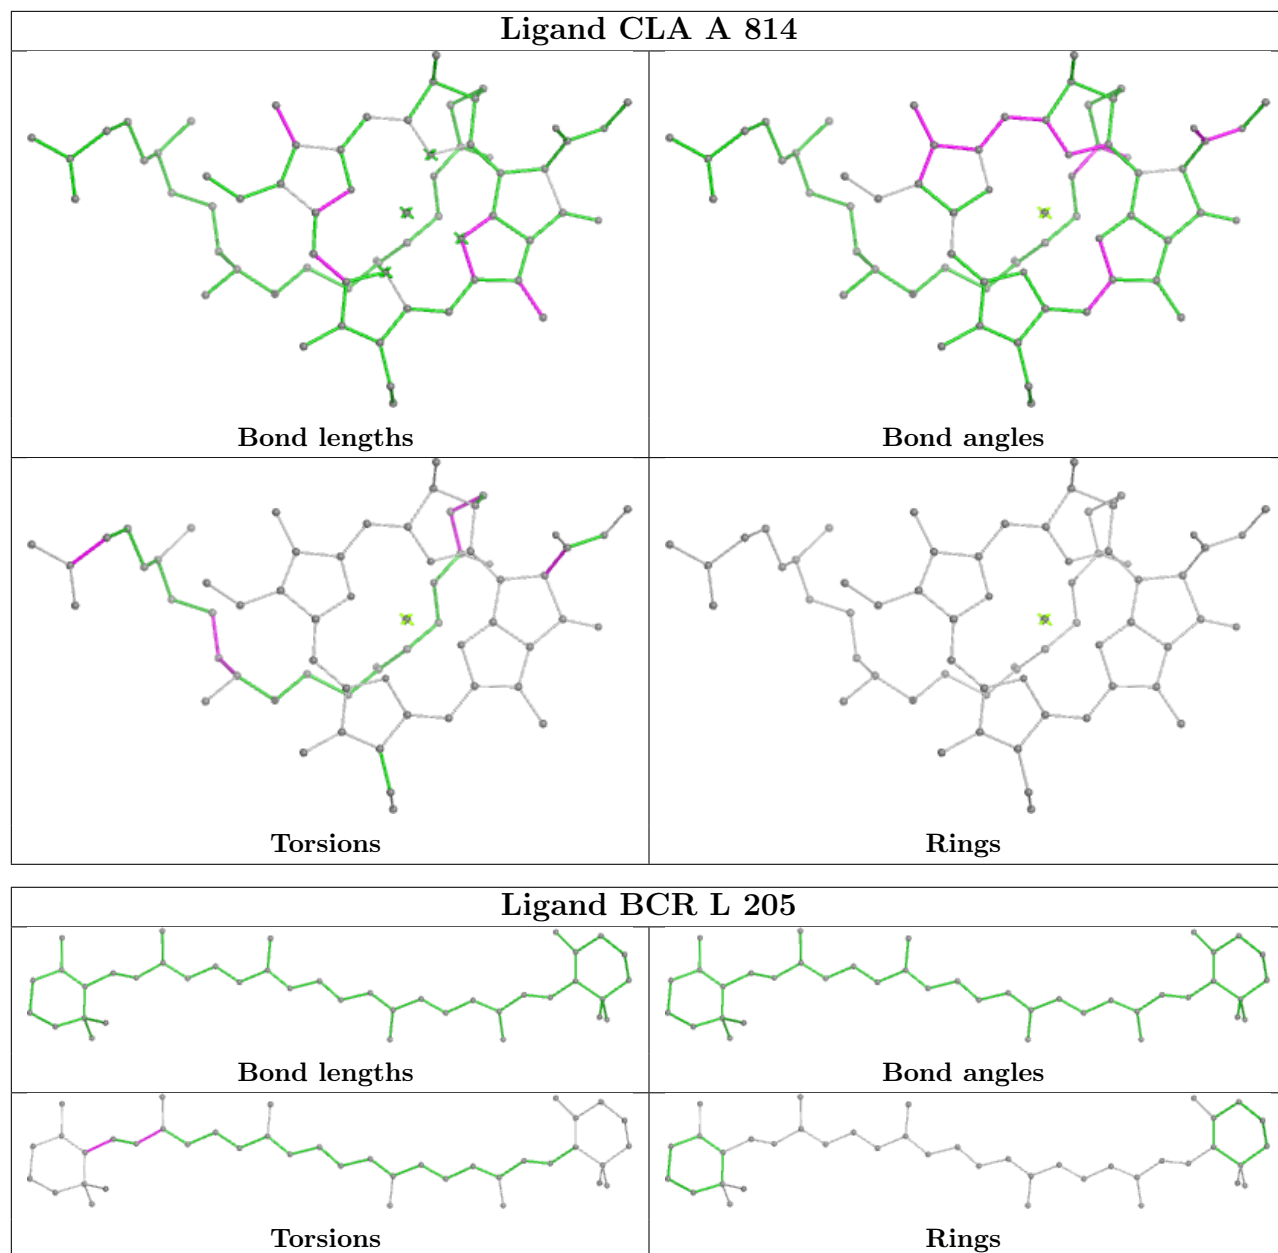 Ligand CLA A 814
Bond lengths
Bond angles
Torsions
Rings
Ligand BCR L 205
Bond lengths
Bond angles
Torsions
Rings